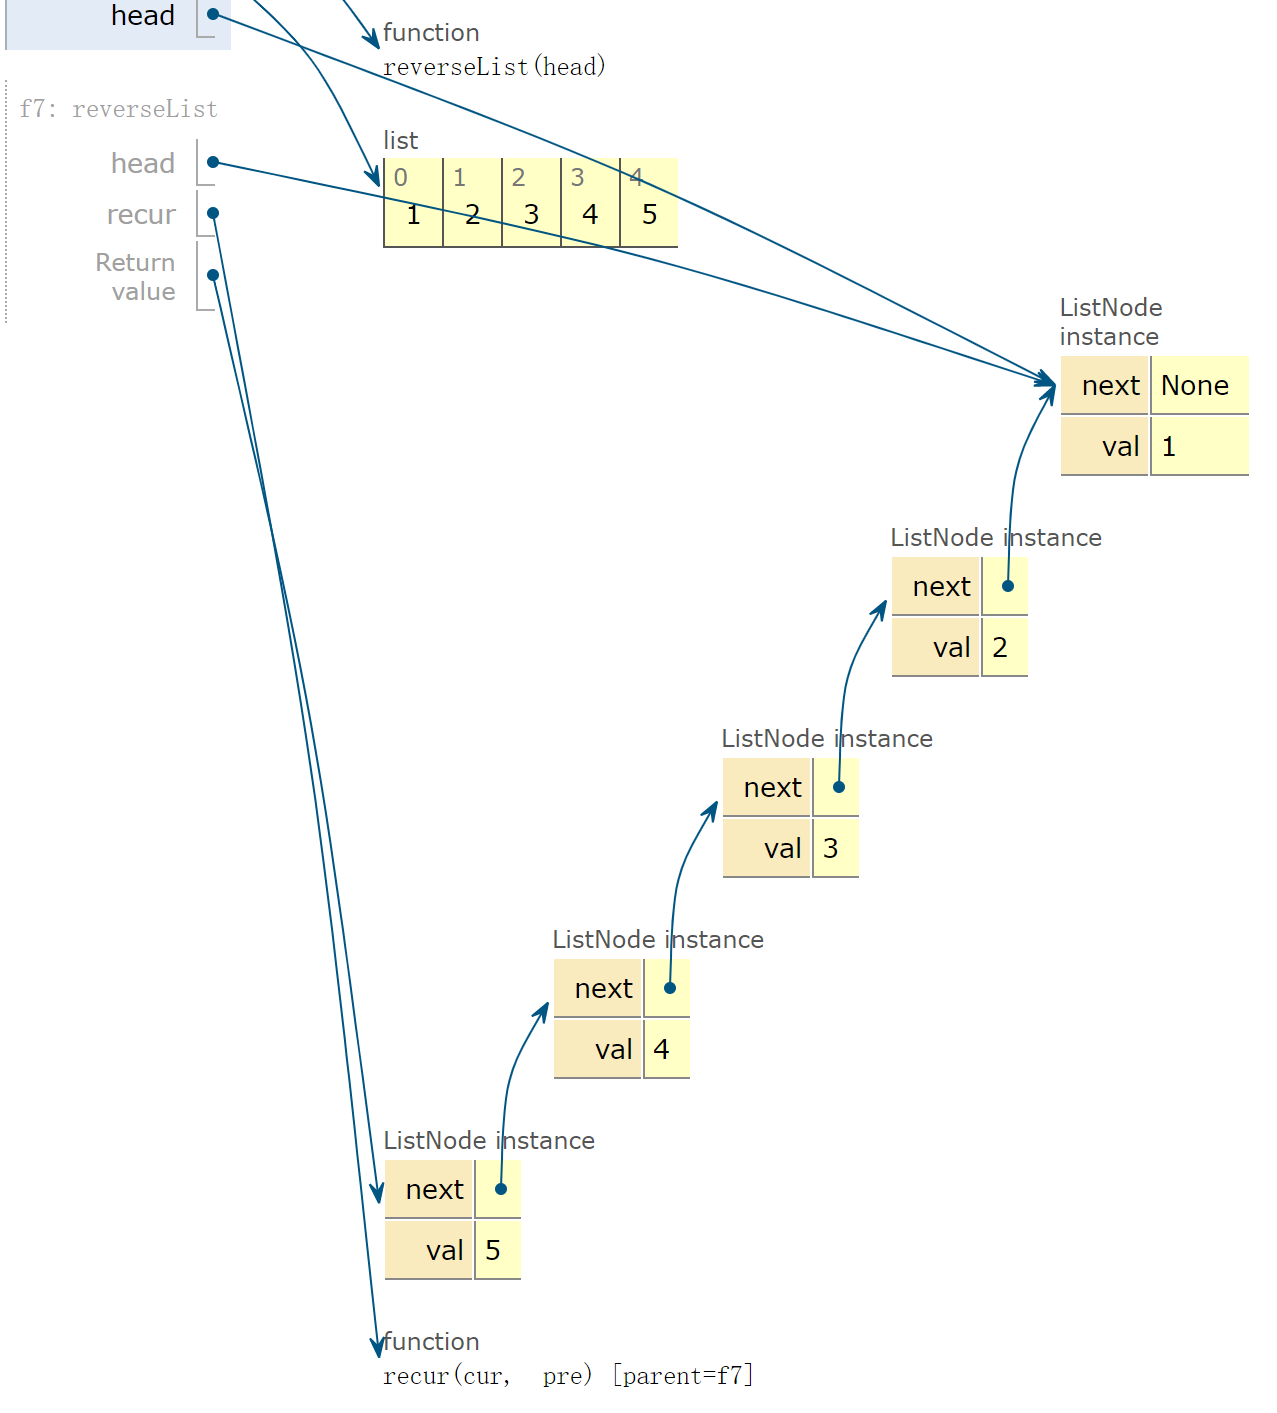 head
function
reverseList(head)
f7: reverseList
head
recur
Return
value
list
0 1 2 3 4
1 2 3 4 5
ListNode
instance
next None
val 1
ListNode instance
next
val 2
ListNode instance
next
val 3
ListNode instance
next
val 4
ListNode instance
next
val 5
function
recur(cur, pre) [parent=f7]